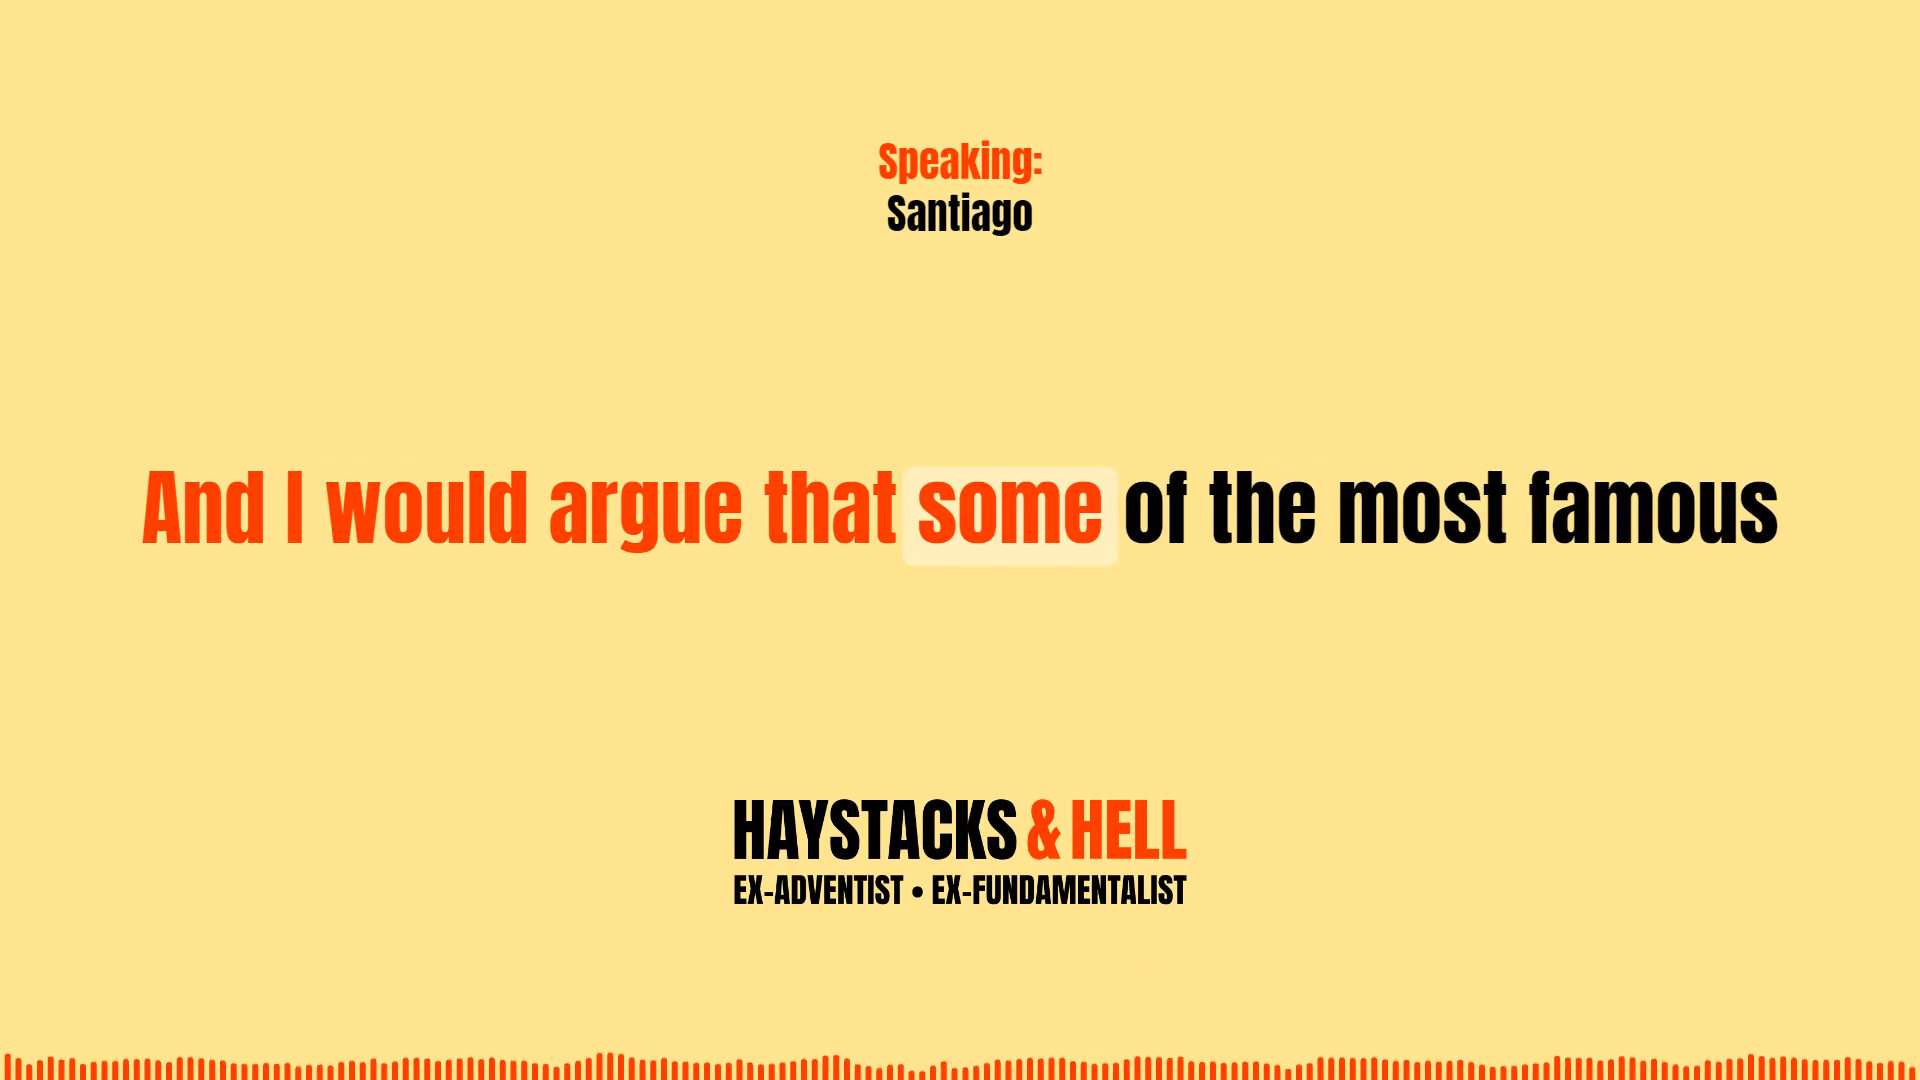 Speaking:
Santiago
And I would argue that some of the most famous
HAYSTACKS & HELL
EX-ADVENTIST • EX-FUNDAMENTALIST